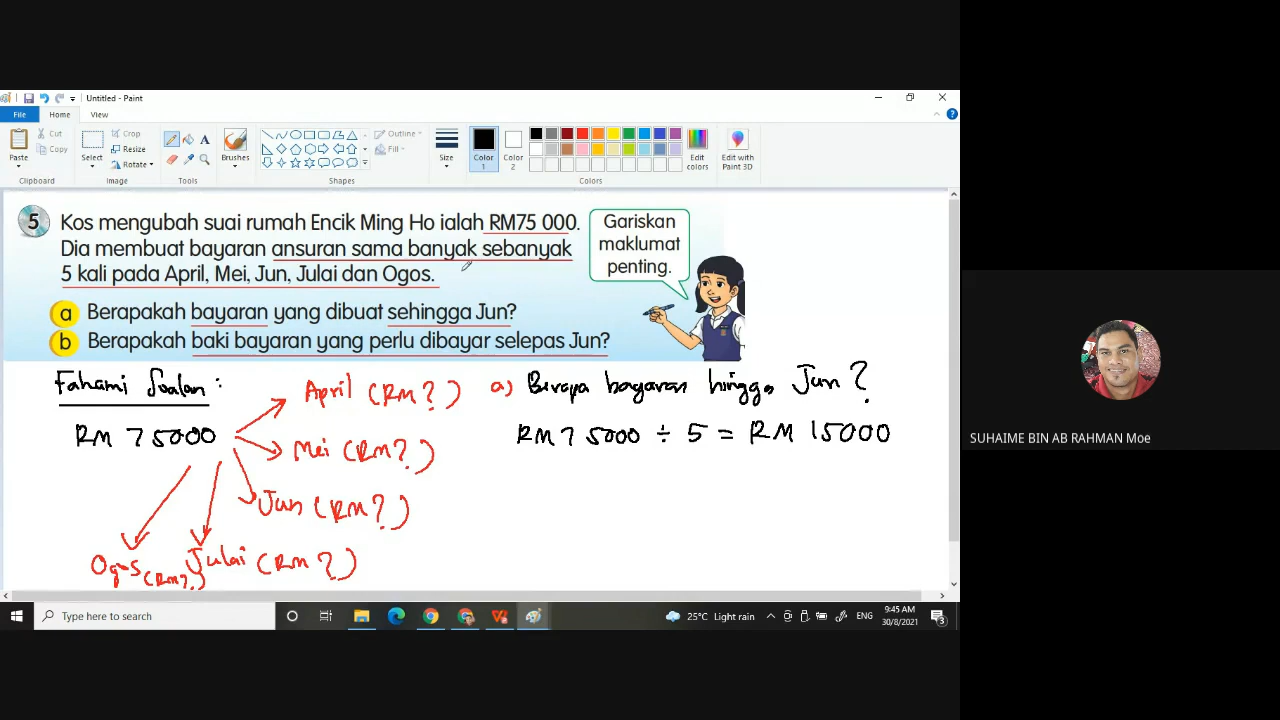 Untitled - Paint
File
Home
View
Paste
Cut
Copy
Clipboard
Select
Crop
Resize
Rotate
Image
Tools
Brushes
Shapes
Outline
Fill
Size
Color
1
Color
2
Edit
colors
Colors
Edit with
Paint 3D
5 Kos mengubah suai rumah Encik Ming Ho ialah RM75 000.
Dia membuat bayaran ansuran sama banyak sebanyak
5 kali pada April, Mei, Jun, Julai dan Ogos.
Gariskan
maklumat
penting.
a Berapakah bayaran yang dibuat sehingga Jun?
b Berapakah baki bayaran yang perlu dibayar selepas Jun?
Fahami Soalan :
RM 75000
April (RM ?)
Mei (RM ?)
Jun (RM ?)
Julai (RM ?)
Ogos (RM ?)
a) Berapa bayaran hingga Jun ?
RM 75000 ÷ 5 = RM 15000
Type here to search
25°C Light rain
ENG
9:45 AM
30/8/2021
3
SUHAIME BIN AB RAHMAN Moe